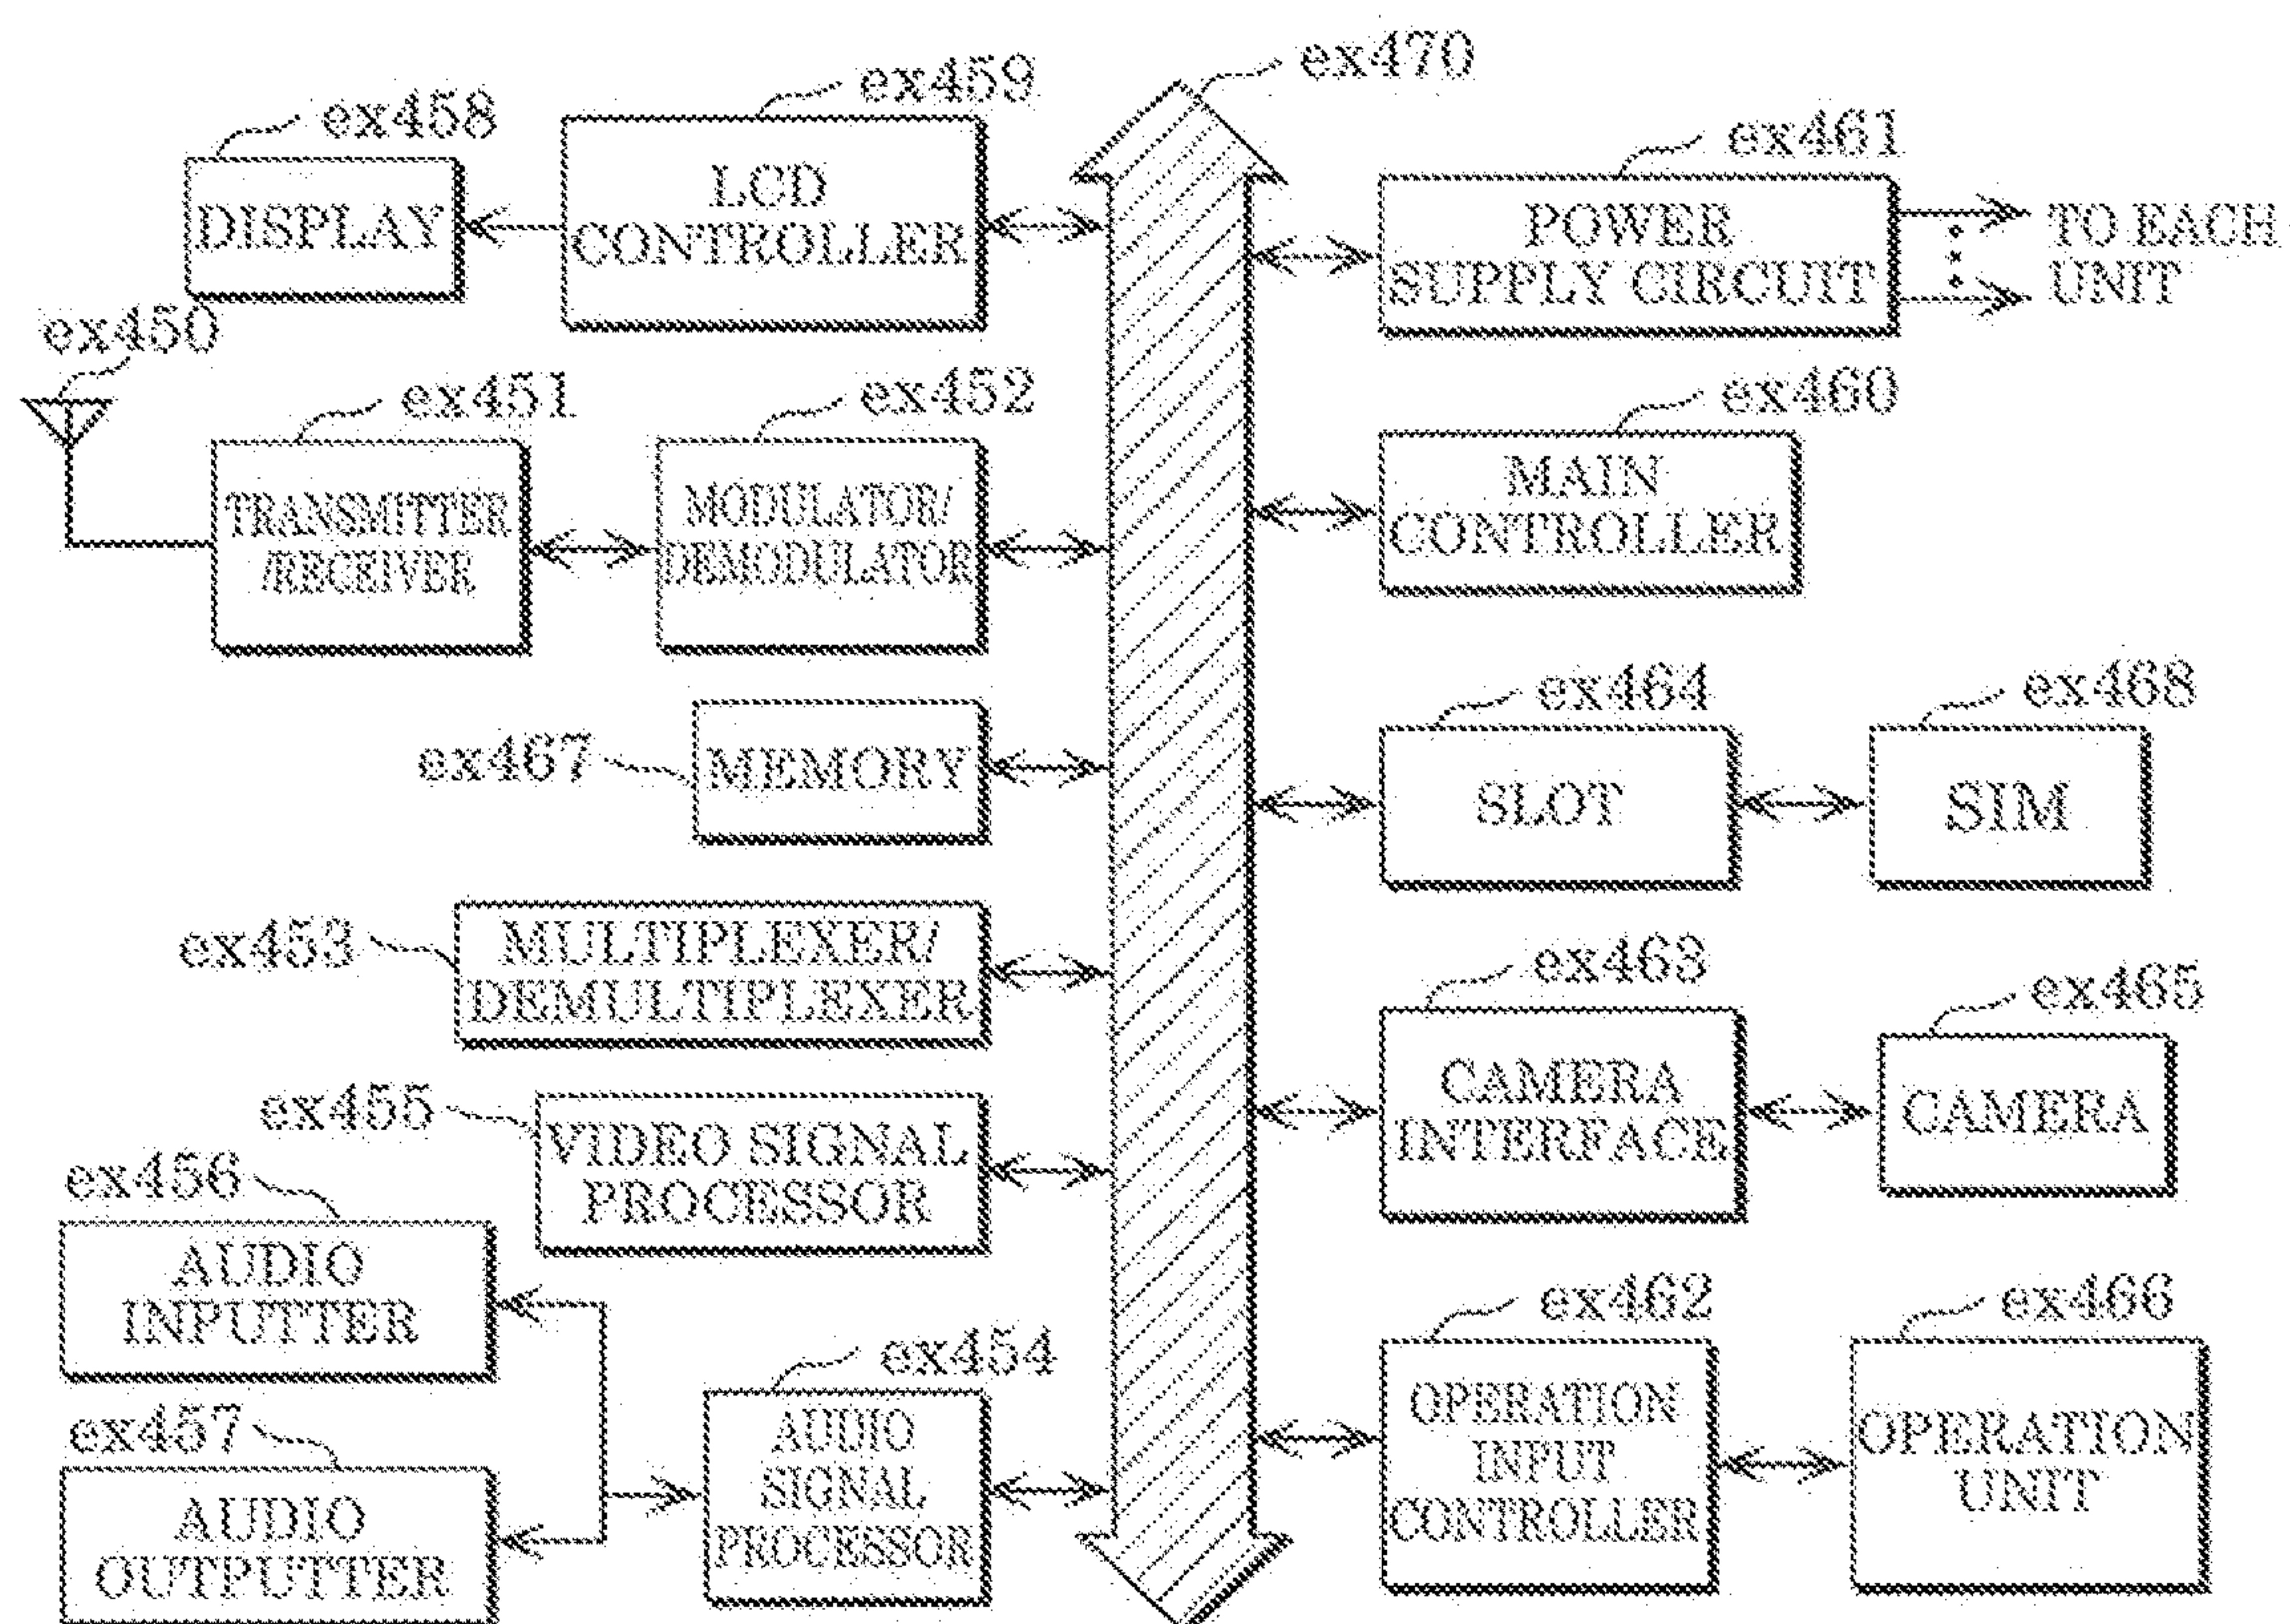 ex470
ex459
ex458
ex461
LCD
CONTROLLER
DISPLAY
POWER
SUPPLY CIRCUIT
TO EACH
UNIT
ex450
ex451
ex452
ex460
TRANSMITTER
/RECEIVER
MODULATOR/
DEMODULATOR
MAIN
CONTROLLER
ex467
MEMORY
ex464
ex468
SLOT
SIM
ex453
MULTIPLEXER/
DEMULTIPLEXER
ex463
ex465
CAMERA
INTERFACE
CAMERA
ex455
VIDEO SIGNAL
PROCESSOR
ex456
AUDIO
INPUTTER
ex457
AUDIO
OUTPUTTER
ex454
AUDIO
SIGNAL
PROCESSOR
ex462
ex466
OPERATION
INPUT
CONTROLLER
OPERATION
UNIT